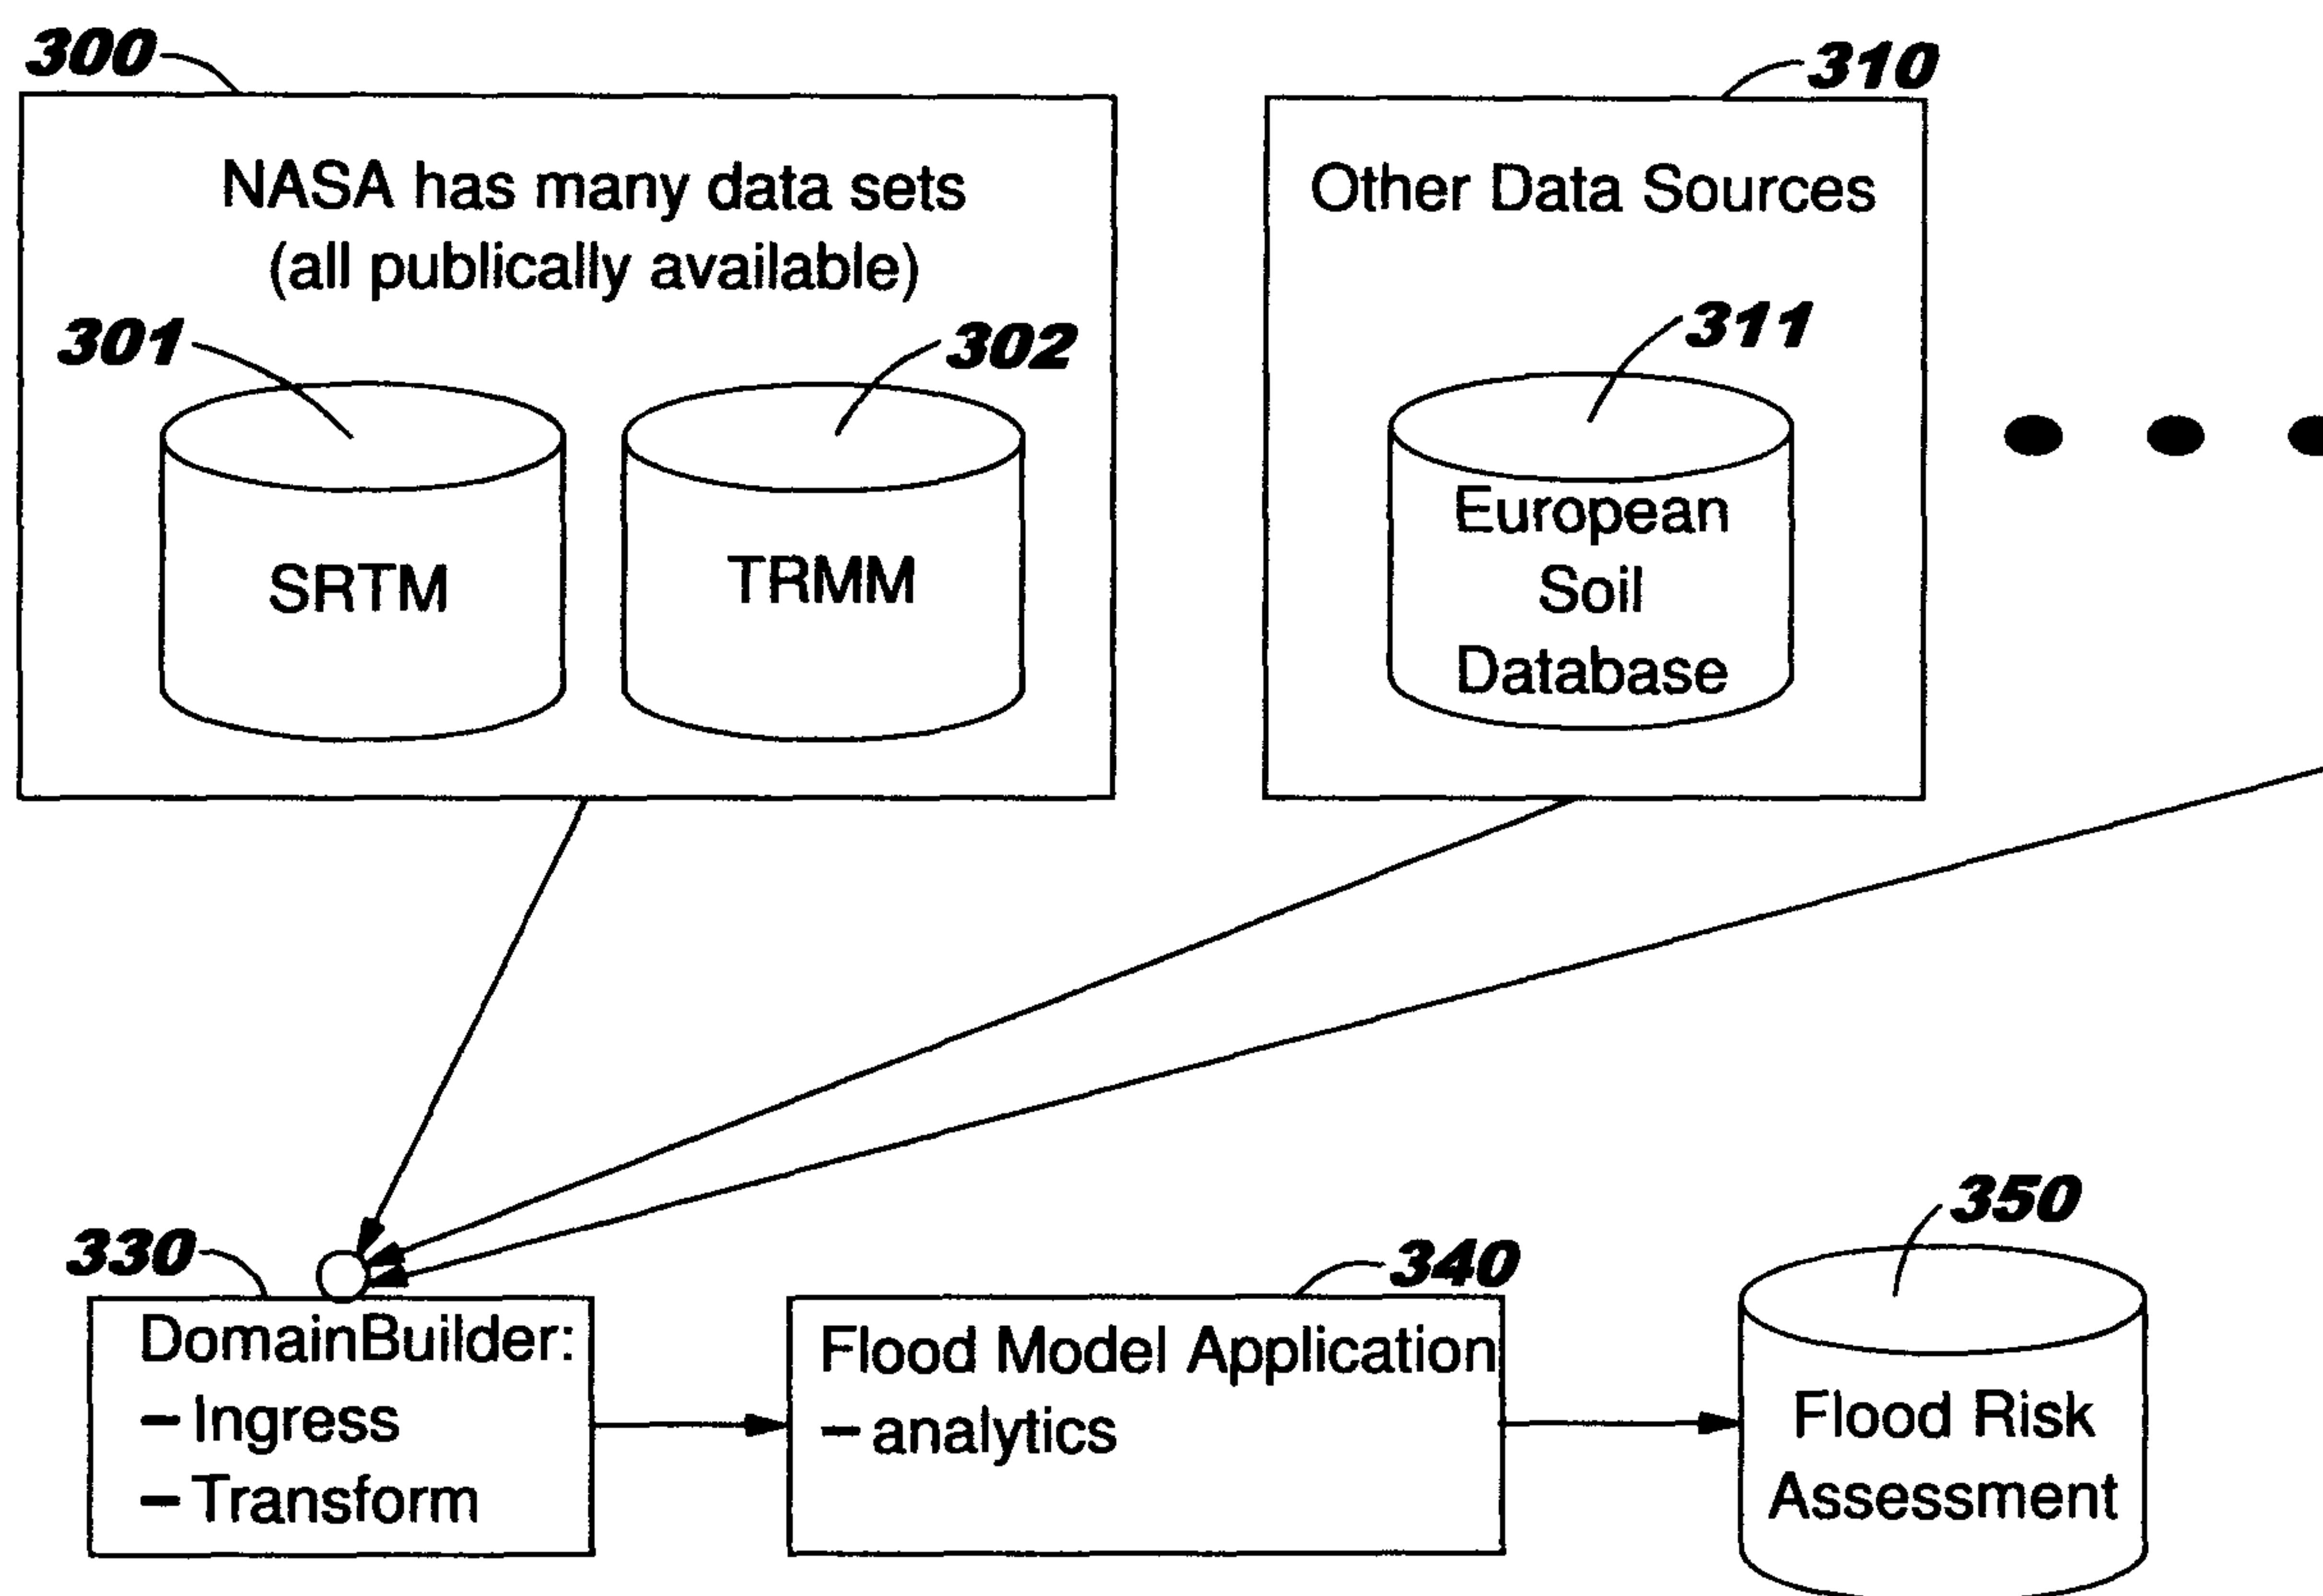 300
310
NASA has many data sets
(all publically available)
Other Data Sources
301
302
311
SRTM
TRMM
European
Soil
Database
330
340
350
DomainBuilder:
– Ingress
– Transform
Flood Model Application
– analytics
Flood Risk
Assessment